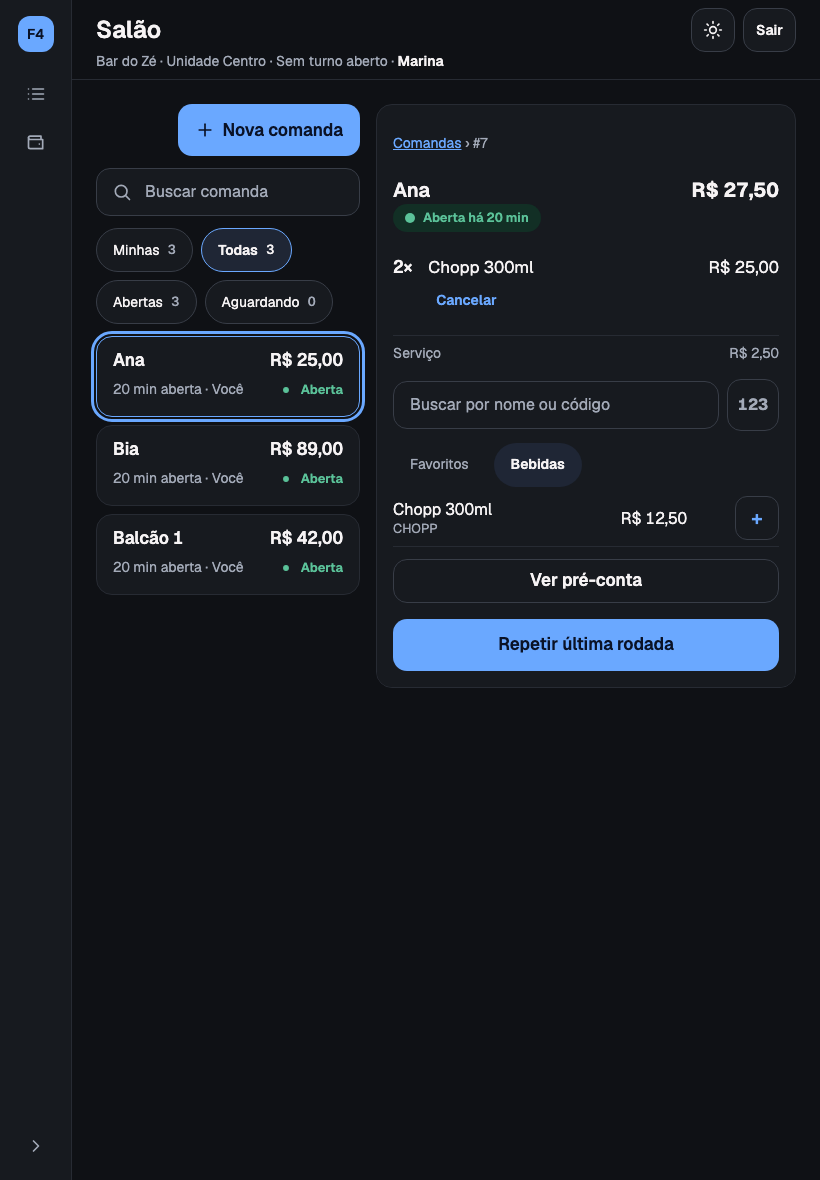 F4
Salão
Bar do Zé · Unidade Centro · Sem turno aberto · Marina
Sair
+ Nova comanda
Buscar comanda
Minhas 3
Todas 3
Abertas 3
Aguardando 0
Ana R$ 25,00
20 min aberta · Você Aberta
Bia R$ 89,00
20 min aberta · Você Aberta
Balcão 1 R$ 42,00
20 min aberta · Você Aberta
Comandas › #7
Ana R$ 27,50
Aberta há 20 min
2× Chopp 300ml R$ 25,00
Cancelar
Serviço R$ 2,50
Buscar por nome ou código 123
Favoritos Bebidas
Chopp 300ml R$ 12,50 +
CHOPP
Ver pré-conta
Repetir última rodada